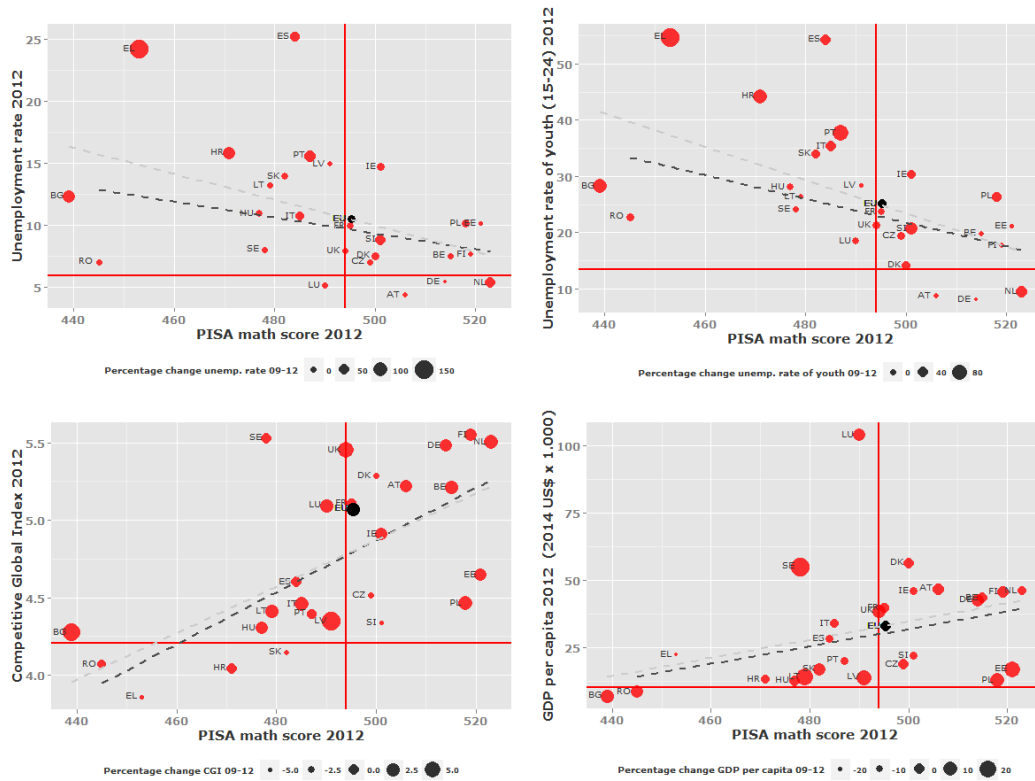 Unemployment rate 2012
25
20
15
10
5
EL
ES
HR
PT
LV
IE
SK
LT
BG
HU
IT
EU
FR
PL
EE
SI
SE
UK
DK
CZ
BE
FI
RO
LU
DE
NL
AT
440 460 480 500 520
PISA math score 2012
Percentage change unemp. rate 09-12 0 50 100 150
Unemployment rate of youth (15-24) 2012
50
40
30
20
10
EL
ES
HR
PT
IT
SK
IE
BG
HU
LV
LT
PL
SE
EU
FR
RO
UK
SI
EE
CZ
BE
LU
FI
DK
NL
AT
DE
440 460 480 500 520
PISA math score 2012
Percentage change unemp. rate of youth 09-12 0 40 80
Competitive Global Index 2012
5.5
5.0
4.5
4.0
SE
FI
NL
DE
UK
DK
AT
BE
LU
FR
EU
IE
EE
ES
CZ
IT
PL
LT
PT
LV
SI
HU
BG
SK
RO
HR
EL
440 460 480 500 520
PISA math score 2012
Percentage change CGI 09-12 -5.0 -2.5 0.0 2.5 5.0
GDP per capita 2012 (2014 US$ x 1.000)
100
75
50
25
LU
SE
DK
AT
IE
FI
NL
BE
DE
FR
UK
IT
EU
ES
EL
SI
PT
CZ
SK
EE
LT
LV
HR
HU
PL
RO
BG
440 460 480 500 520
PISA math score 2012
Percentage change GDP per capita 09-12 -20 -10 0 10 20